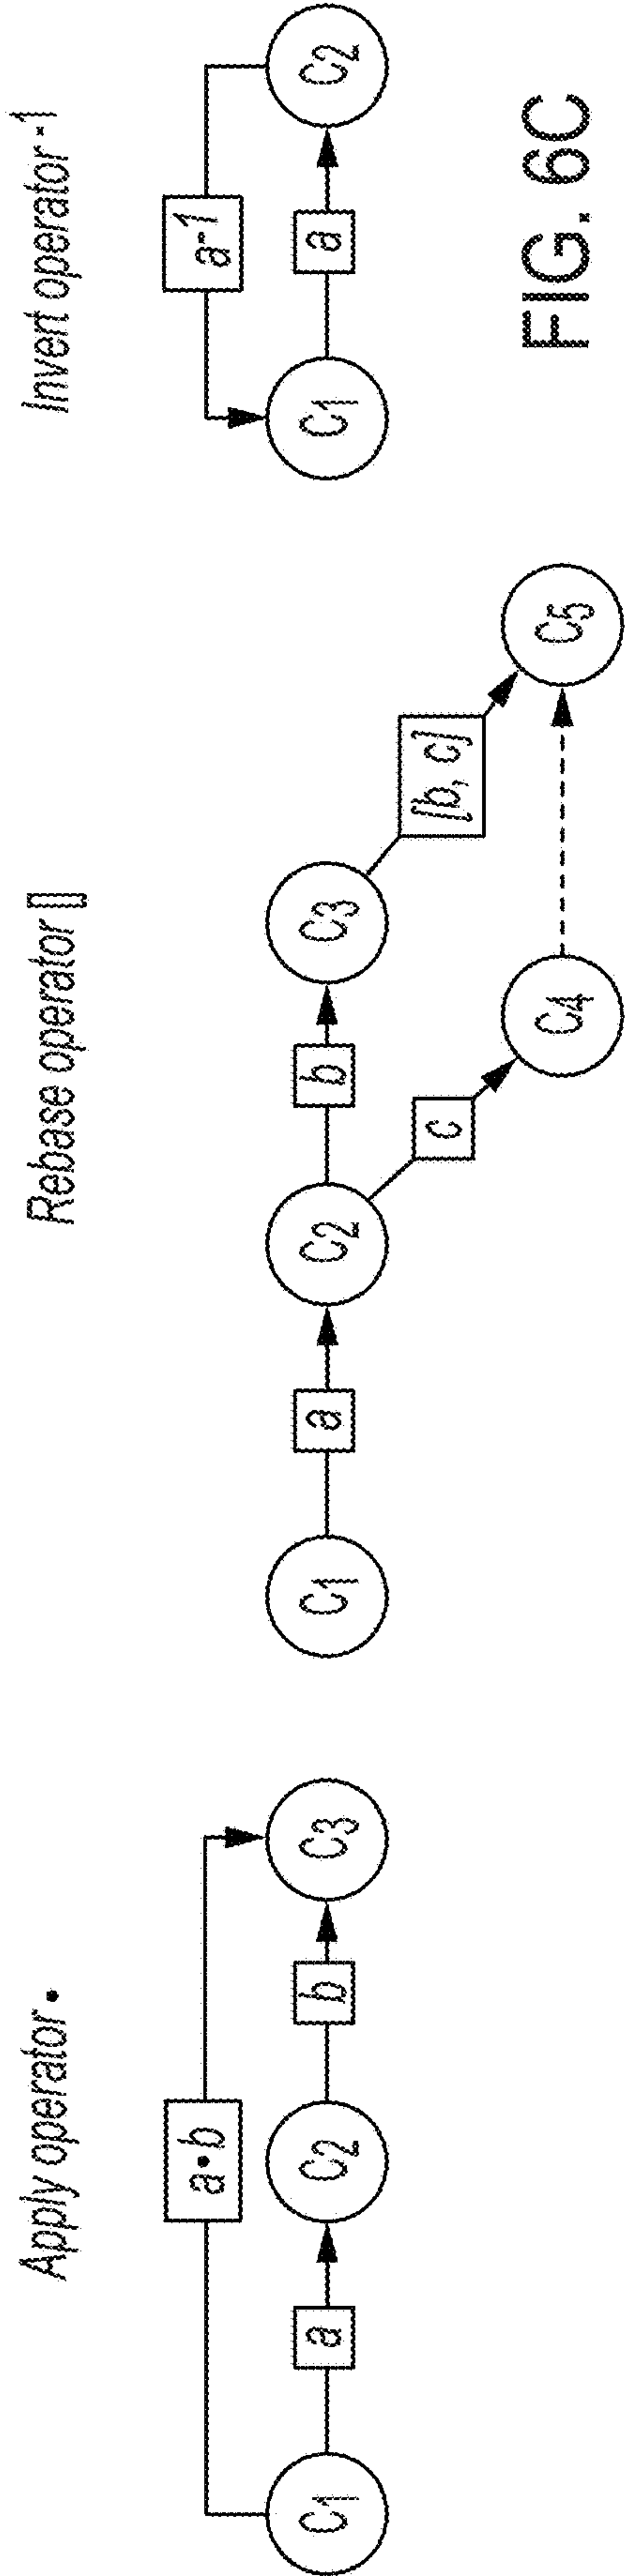 Apply operator •
a•b
C1
a
C2
b
C3
Rebase operator []
C1
a
C2
b
C3
c
[b, c]
C4
C5
Invert operator -1
a-1
C1
a
C2
FIG. 6C